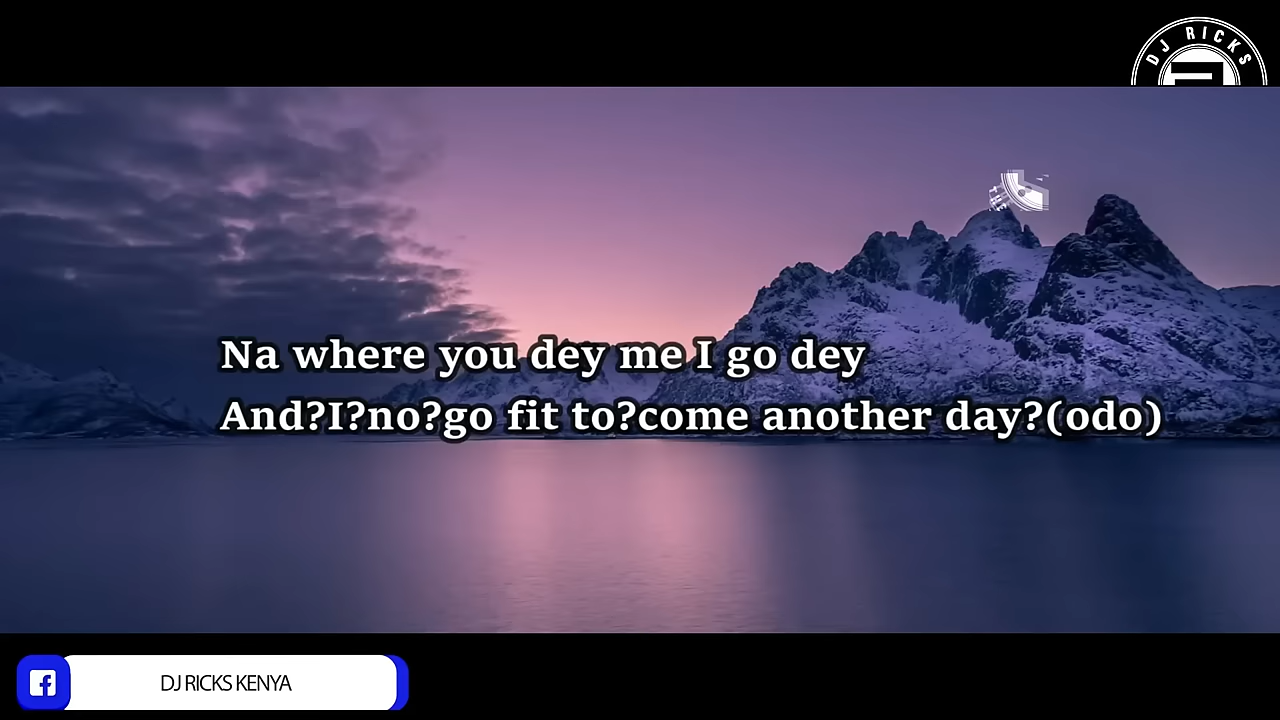 DJ RICKS
Na where you dey me I go dey
And?I?no?go fit to?come another day?(odo)
DJ RICKS KENYA